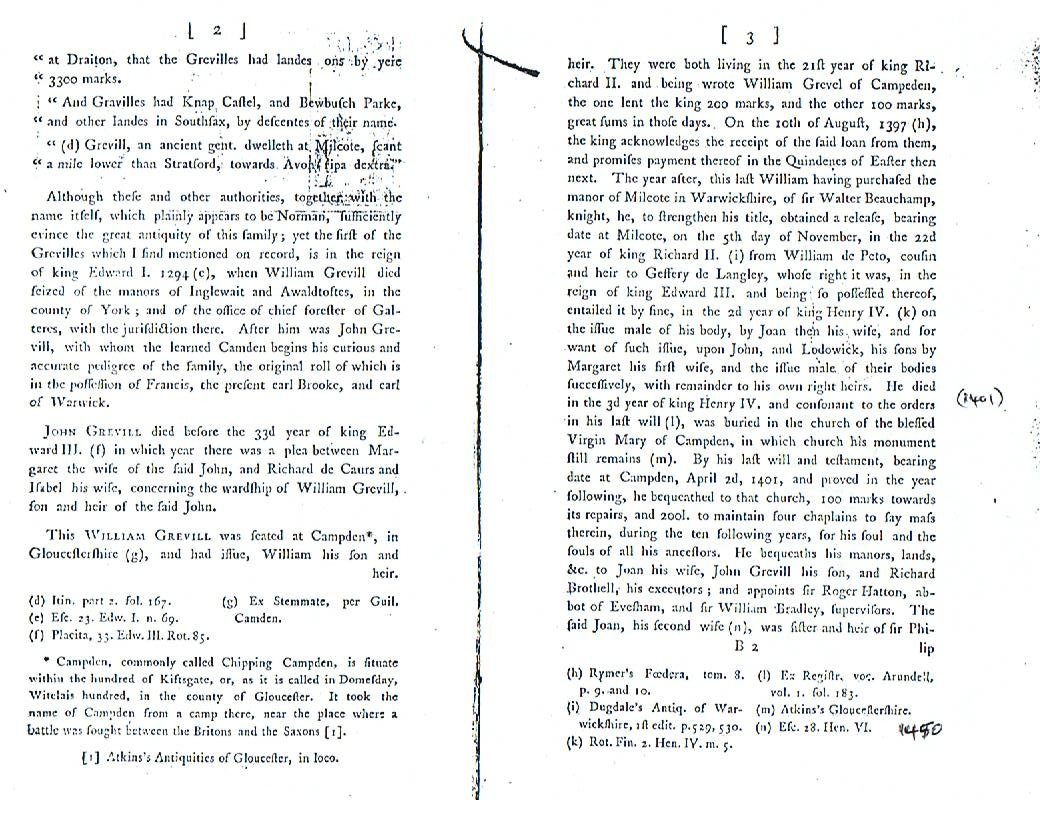 [ 2 ]
“ at Draiton, that the Grevilles had landes ons by yere
“ 3300 marks.
“ And Gravilles had Knap Caſtel, and Bewbuſch Parke,
“ and other landes in Southſax, by deſcentes of their name.
“ (d) Grevill, an ancient gent. dwelleth at Milcote, ſcant
“ a mile lower than Stratford, towards Avon ripa dextra.”
Although theſe and other authorities, together with the
name itſelf, which plainly appears to be Norman, ſufficiently
evince the great antiquity of this family; yet the firſt of the
Grevilles which I find mentioned on record, is in the reign
of king Edward I. 1294 (e), when William Grevill died
ſeized of the manors of Inglewait and Awaldtoftes, in the
county of York; and of the office of chief foreſter of Gal-
teres, with the juriſdiction there. After him was John Gre-
vill, with whom the learned Camden begins his curious and
accurate pedigree of the family, the original roll of which is
in the poſſeſſion of Francis, the preſent earl Brooke, and earl
of Warwick.
JOHN GREVILL died before the 33d year of king Ed-
ward III. (f) in which year there was a plea between Mar-
garet the wife of the ſaid John, and Richard de Caurs and
Iſabel his wife, concerning the wardſhip of William Grevill,
ſon and heir of the ſaid John.
This WILLIAM GREVILL was ſeated at Campden*, in
Glouceſterſhire (g), and had iſſue, William his ſon and
heir.
(d) Itin. part 2. fol. 167.
(e) Eſc. 23. Edw. I. n. 69.
(f) Placita, 33. Edw. III. Rot. 85.
(g) Ex Stemmate, per Guil.
Camden.
* Campden, commonly called Chipping Campden, is ſituate
within the hundred of Kiftsgate, or, as it is called in Domeſday,
Witelais hundred, in the county of Glouceſter. It took the
name of Campden from a camp there, near the place where a
battle was fought between the Britons and the Saxons [1].
[1] Atkins's Antiquities of Glouceſter, in loco.
[ 3 ]
heir. They were both living in the 21ſt year of king Ri-
chard II. and being wrote William Grevel of Campeden,
the one lent the king 200 marks, and the other 100 marks,
great ſums in thoſe days. On the 10th of Auguſt, 1397 (h),
the king acknowledges the receipt of the ſaid loan from them,
and promiſes payment thereof in the Quindenes of Eaſter then
next. The year after, this laſt William having purchaſed the
manor of Milcote in Warwickſhire, of ſir Walter Beauchamp,
knight, he, to ſtrengthen his title, obtained a releaſe, bearing
date at Milcote, on the 5th day of November, in the 22d
year of king Richard II. (i) from William de Peto, couſin
and heir to Geffery de Langley, whoſe right it was, in the
reign of king Edward III. and being ſo poſſeſſed thereof,
entailed it by fine, in the 2d year of king Henry IV. (k) on
the iſſue male of his body, by Joan then his wife, and for
want of ſuch iſſue, upon John, and Lodowick, his ſons by
Margaret his firſt wife, and the iſſue male of their bodies
ſucceſſively, with remainder to his own right heirs. He died
in the 3d year of king Henry IV. and conſonant to the orders
(1401)
in his laſt will (l), was buried in the church of the bleſſed
Virgin Mary of Campden, in which church his monument
ſtill remains (m). By his laſt will and teſtament, bearing
date at Campden, April 2d, 1401, and proved in the year
following, he bequeathed to that church, 100 marks towards
its repairs, and 200l. to maintain four chaplains to ſay maſs
therein, during the ten following years, for his ſoul and the
ſouls of all his anceſtors. He bequeaths his manors, lands,
&c. to Joan his wife, John Grevill his ſon, and Richard
Brothell, his executors; and appoints ſir Roger Hatton, ab-
bot of Eveſham, and ſir William Bradley, ſuperviſors. The
ſaid Joan, his ſecond wife (n), was ſiſter and heir of ſir Phi-
B 2 lip
(h) Rymer's Fœdera, tom. 8.
p. 9. and 10.
(i) Dugdale's Antiq. of War-
wickſhire, 1ſt edit. p. 529, 530.
(k) Rot. Fin. 2. Hen. IV. m. 5.
(l) Ex Regiſtr. voc. Arundell,
vol. 1. fol. 183.
(m) Atkins's Glouceſterſhire.
(n) Eſc. 28. Hen. VI. 1450